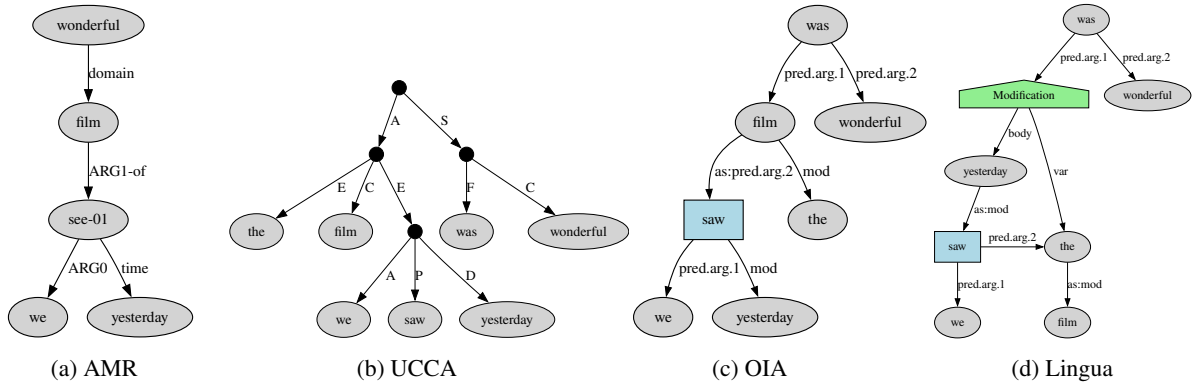 wonderful
domain
film
ARG1-of
see-01
ARG0 time
we yesterday
(a) AMR
A S
E C E F C
the film was wonderful
A P D
we saw yesterday
(b) UCCA
was
pred.arg.1 pred.arg.2
film wonderful
as:pred.arg.2 mod
saw the
pred.arg.1 mod
we yesterday
(c) OIA
was
pred.arg.1 pred.arg.2
Modification wonderful
body
yesterday var
as:mod
saw pred.arg.2 the
pred.arg.1 as:mod
we film
(d) Lingua